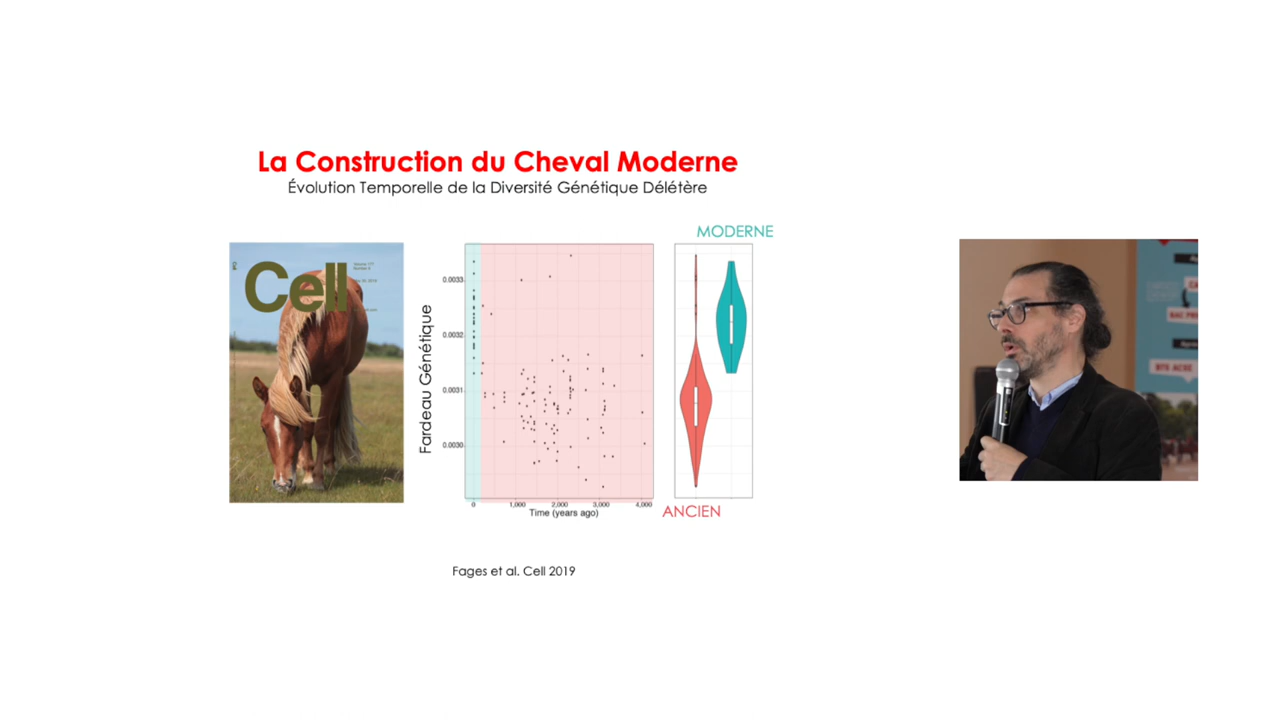 La Construction du Cheval Moderne
Évolution Temporelle de la Diversité Génétique Délétère
MODERNE
Cell
Fardeau Génétique
0.0033
0.0032
0.0031
0.0030
0
1,000
2,000
3,000
4,000
Time (years ago)
ANCIEN
Fages et al. Cell 2019